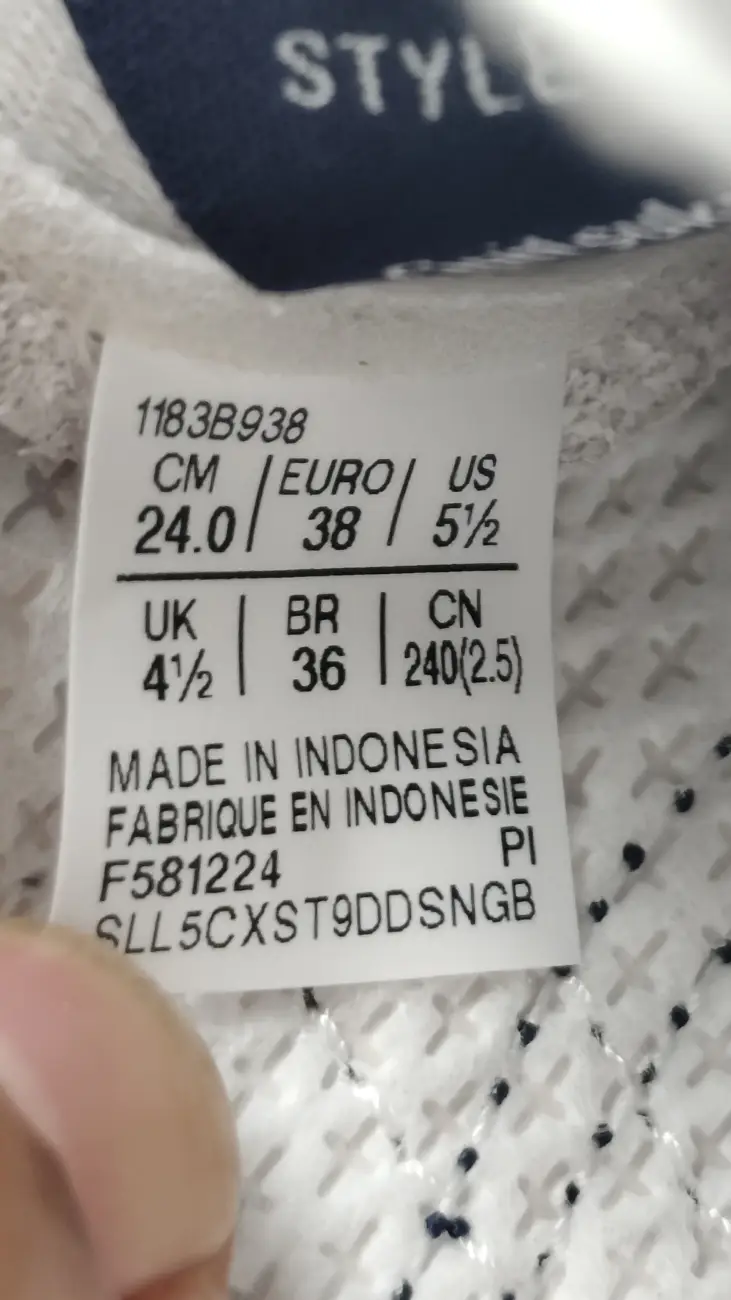 STYLE
1183B938
CM / EURO / US
24.0 / 38 / 5½
UK | BR | CN
4½ | 36 | 240(2.5)
MADE IN INDONESIA
FABRIQUE EN INDONESIE
PI
F581224
SLL5CXST9DDSNGB